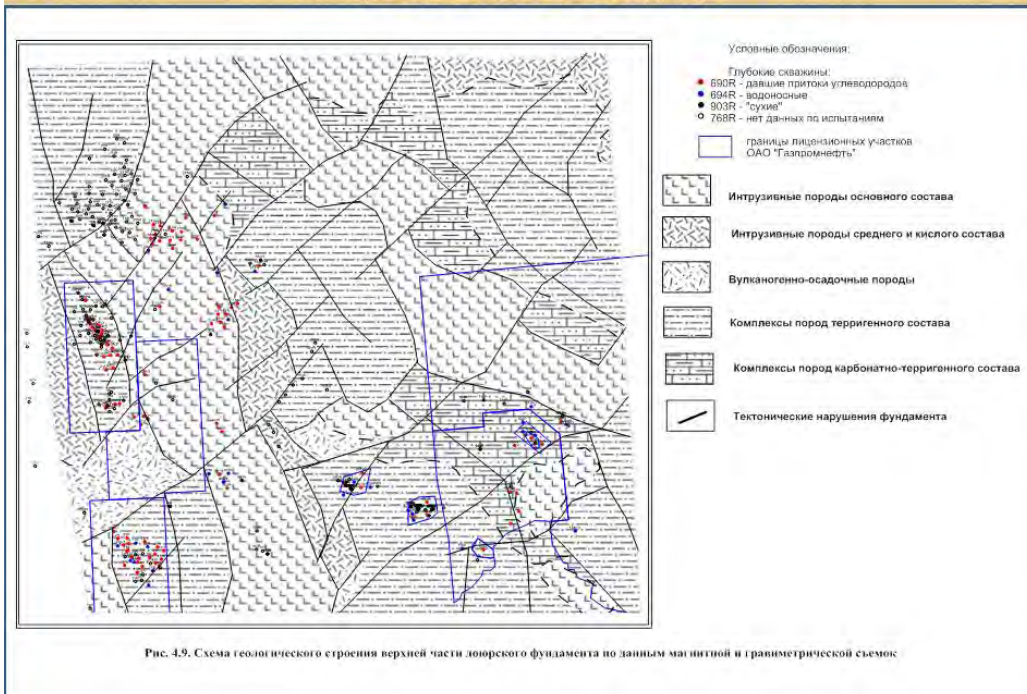 Условные обозначения:
Глубокие скважины:
690R - давшие притоки углеводородов
694R - водоносные
903R - "сухие"
768R - нет данных по испытаниям
границы лицензионных участков
ОАО "Газпромнефть"
Интрузивные породы основного состава
Интрузивные породы среднего и кислого состава
Вулканогенно-осадочные породы
Комплексы пород терригенного состава
Комплексы пород карбонатно-терригенного состава
Тектонические нарушения фундамента
Рис. 4.9. Схема геологического строения верхней части доюрского фундамента по данным магнитной и гравиметрической съемок